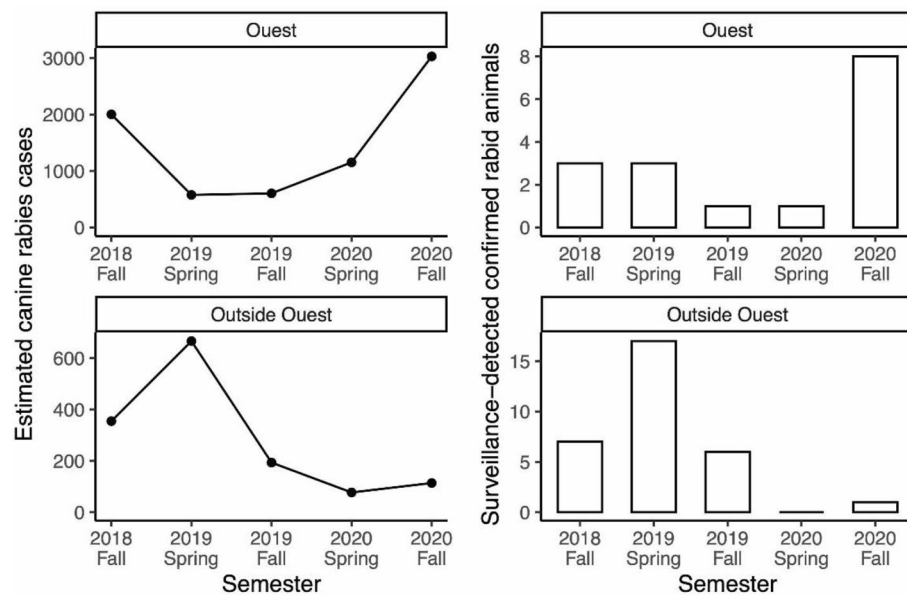 Estimated canine rabies cases
Ouest
3000
2000
1000
0
2018 2019 2019 2020 2020
Fall Spring Fall Spring Fall
Outside Ouest
600
400
200
0
2018 2019 2019 2020 2020
Fall Spring Fall Spring Fall
Semester
Surveillance−detected confirmed rabid animals
Ouest
8
6
4
2
0
2018 2019 2019 2020 2020
Fall Spring Fall Spring Fall
Outside Ouest
15
10
5
0
2018 2019 2019 2020 2020
Fall Spring Fall Spring Fall
Semester